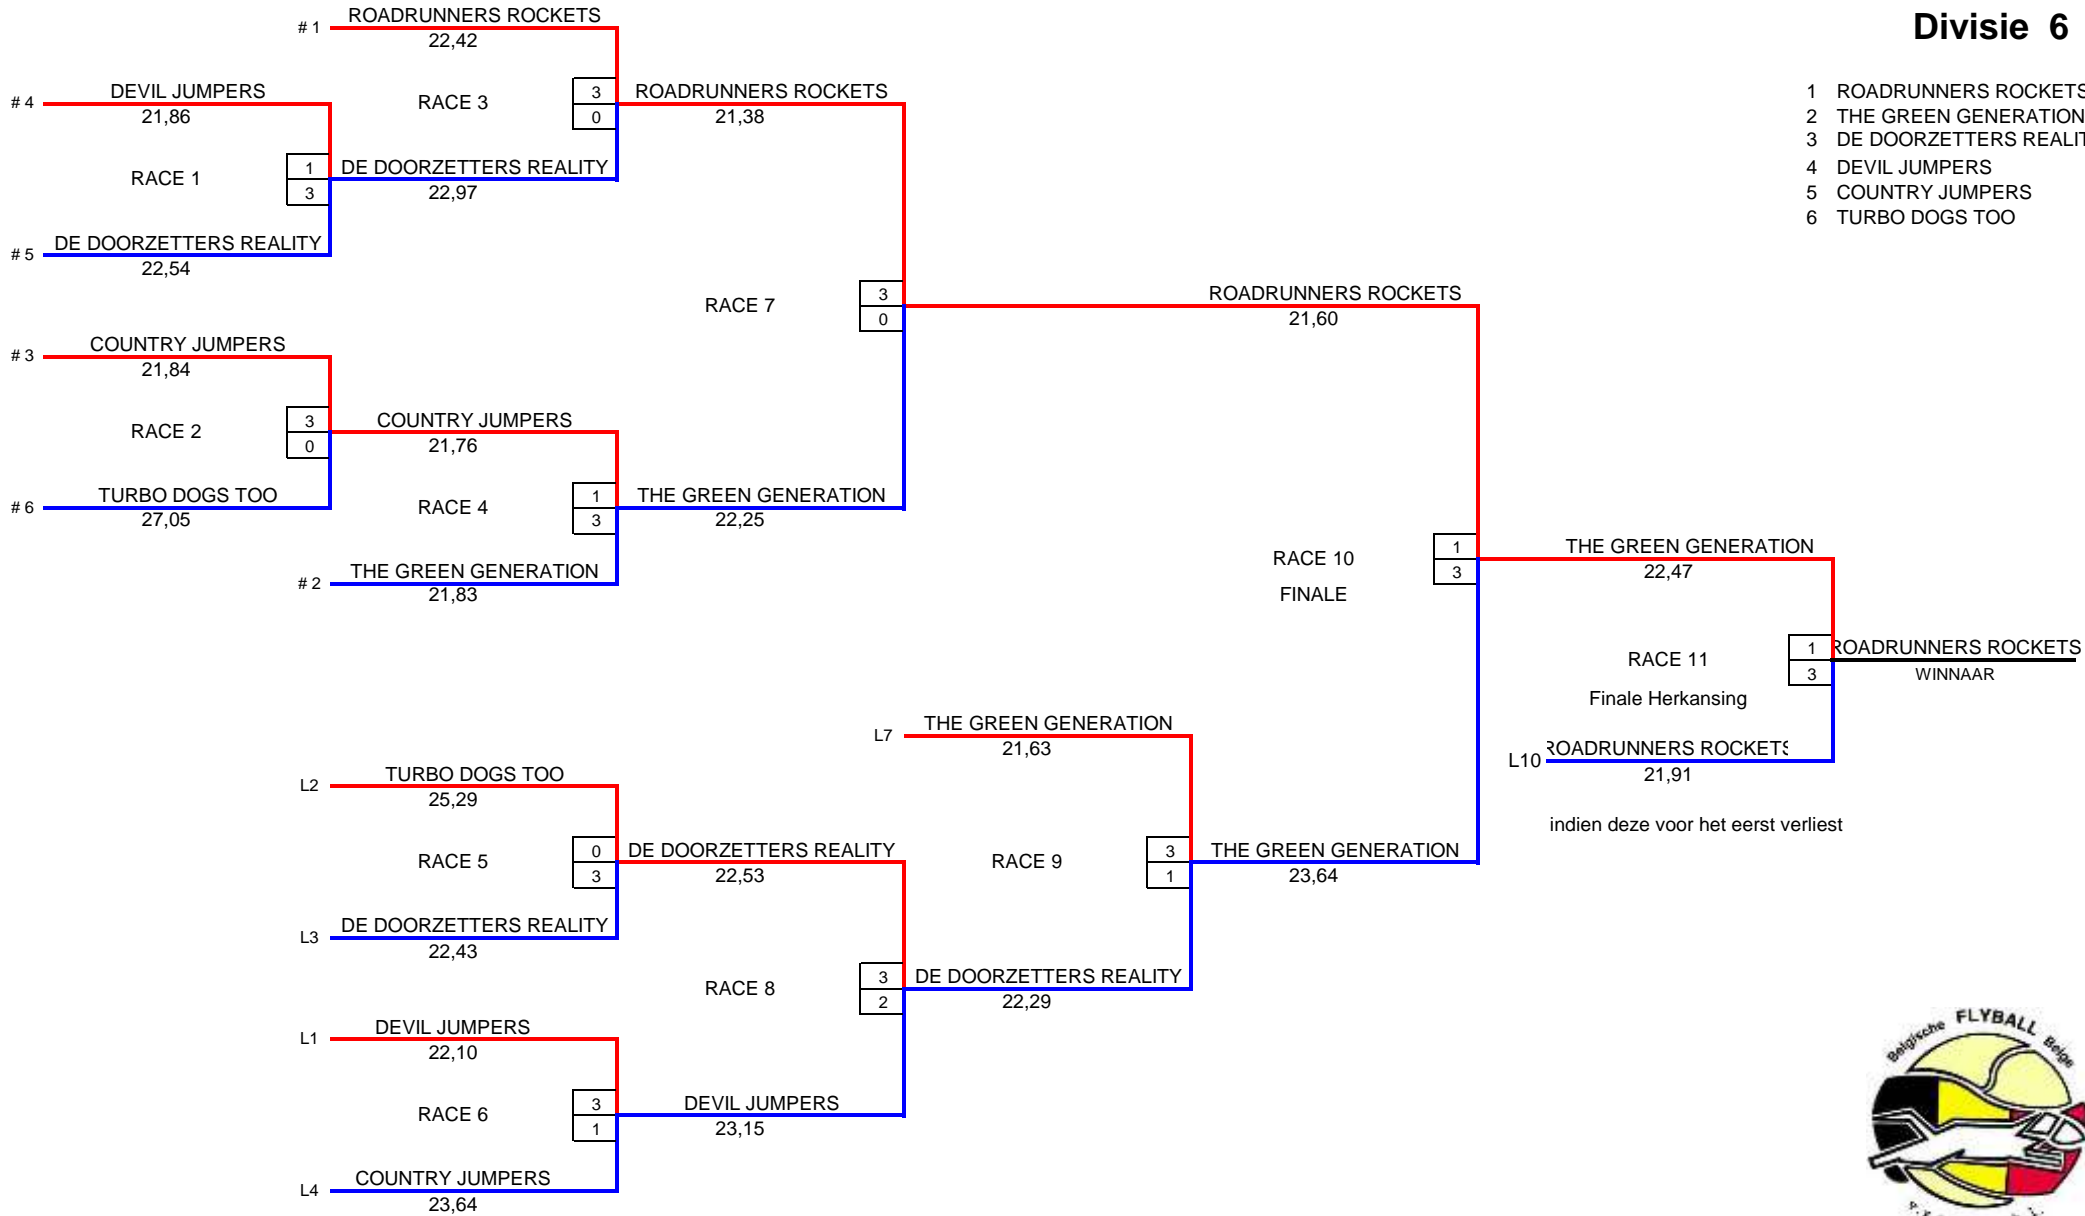 Divisie 6
1 ROADRUNNERS ROCKETS
2 THE GREEN GENERATION
3 DE DOORZETTERS REALIT
4 DEVIL JUMPERS
5 COUNTRY JUMPERS
6 TURBO DOGS TOO
# 1 ROADRUNNERS ROCKETS
22,42
RACE 3
3
0
# 4 DEVIL JUMPERS
21,86
RACE 1
1
3
DE DOORZETTERS REALITY
22,97
# 5 DE DOORZETTERS REALITY
22,54
ROADRUNNERS ROCKETS
21,38
RACE 7
3
0
# 3 COUNTRY JUMPERS
21,84
RACE 2
3
0
# 6 TURBO DOGS TOO
27,05
COUNTRY JUMPERS
21,76
RACE 4
1
3
# 2 THE GREEN GENERATION
21,83
THE GREEN GENERATION
22,25
ROADRUNNERS ROCKETS
21,60
RACE 10
FINALE
1
3
THE GREEN GENERATION
22,47
RACE 11
Finale Herkansing
1
3
ROADRUNNERS ROCKETS
WINNAAR
L10 ROADRUNNERS ROCKETS
21,91
indien deze voor het eerst verliest
L7 THE GREEN GENERATION
21,63
RACE 9
3
1
THE GREEN GENERATION
23,64
L2 TURBO DOGS TOO
25,29
RACE 5
0
3
L3 DE DOORZETTERS REALITY
22,43
DE DOORZETTERS REALITY
22,53
RACE 8
3
2
DE DOORZETTERS REALITY
22,29
L1 DEVIL JUMPERS
22,10
RACE 6
3
1
L4 COUNTRY JUMPERS
23,64
DEVIL JUMPERS
23,15
Belgische FLYBALL Belge